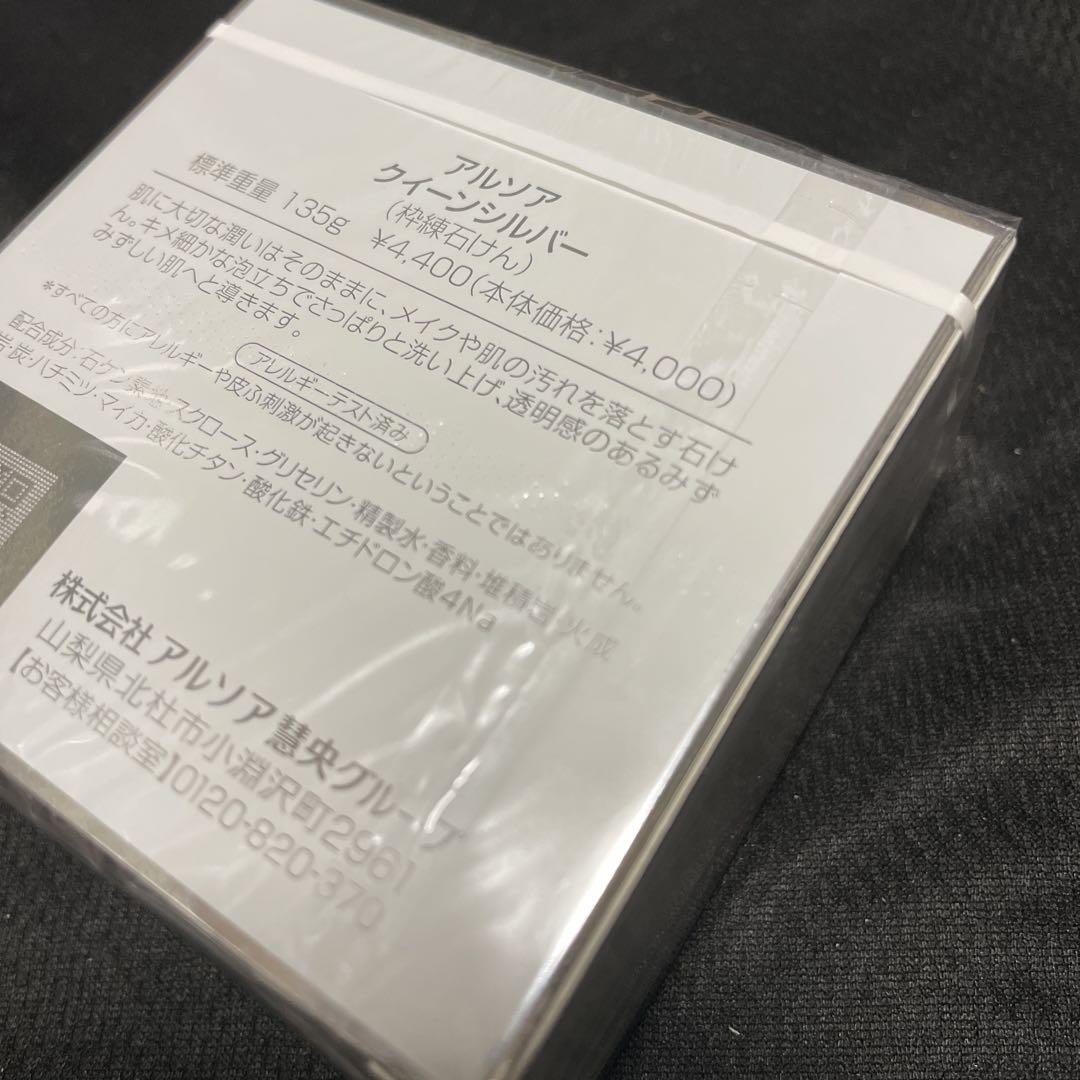 アルソア
クイーンシルバー
(枠練石けん)
標準重量 135g ¥4,400(本体価格:¥4,000)
肌に大切な潤いはそのままに、メイクや肌の汚れを落とす石け
ん。キメ細かな泡立ちでさっぱりと洗い上げ、透明感のあるみず
みずしい肌へと導きます。
アレルギーテスト済み
*すべての方にアレルギーや皮ふ刺激が起きないということではありません。
配合成分:石ケン素地・スクロース・グリセリン・精製水・香料・堆積岩・火成
岩・炭・ハチミツ・マイカ・酸化チタン・酸化鉄・エチドロン酸4Na
株式会社 アルソア 慧央グループ
山梨県北杜市小淵沢町2961
【お客様相談室】0120-820-370